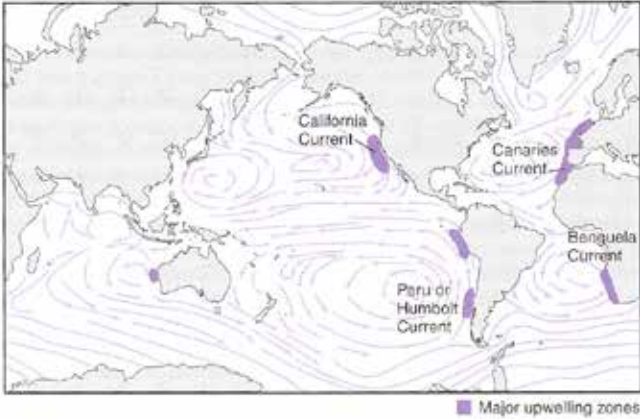 California
Current
Canaries
Current
Benguela
Current
Peru or
Humbolt
Current
Major upwelling zones